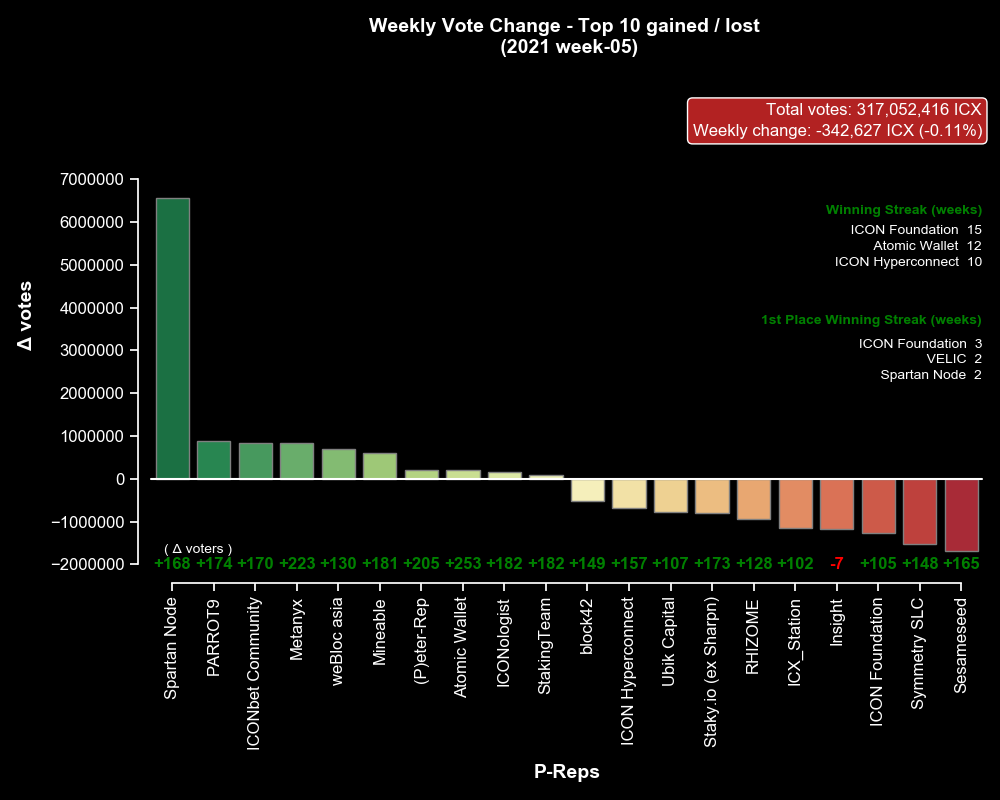 Weekly Vote Change - Top 10 gained / lost
(2021 week-05)
Total votes: 317,052,416 ICX
Weekly change: -342,627 ICX (-0.11%)
Winning Streak (weeks)
ICON Foundation 15
Atomic Wallet 12
ICON Hyperconnect 10
1st Place Winning Streak (weeks)
ICON Foundation 3
VELIC 2
Spartan Node 2
Δ votes
7000000
6000000
5000000
4000000
3000000
2000000
1000000
0
−1000000
−2000000
( Δ voters )
+168 +174 +170 +223 +130 +181 +205 +253 +182 +182 +149 +157 +107 +173 +128 +102 -7 +105 +148 +165
Spartan Node
PARROT9
ICONbet Community
Metanyx
weBloc asia
Mineable
(P)eter-Rep
Atomic Wallet
ICONologist
StakingTeam
block42
ICON Hyperconnect
Ubik Capital
Staky.io (ex Sharpn)
RHIZOME
ICX_Station
Insight
ICON Foundation
Symmetry SLC
Sesameseed
P-Reps